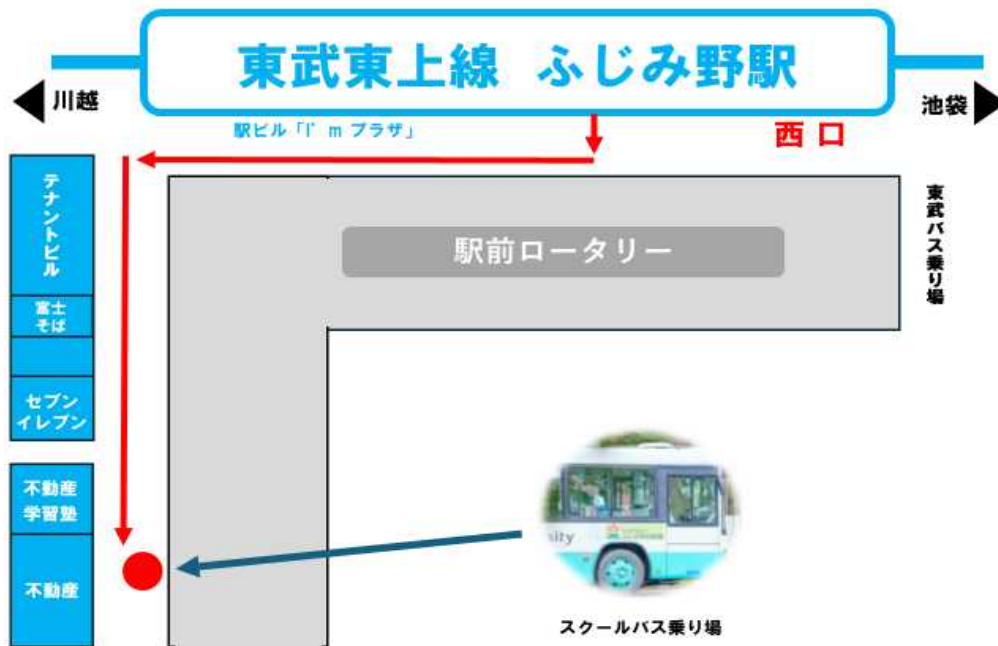 東武東上線 ふじみ野駅
川越
池袋
駅ビル「I’m プラザ」
西口
テナントビル
東武バス乗り場
駅前ロータリー
富士
そば
セブン
イレブン
不動産
学習塾
sity
不動産
スクールバス乗り場